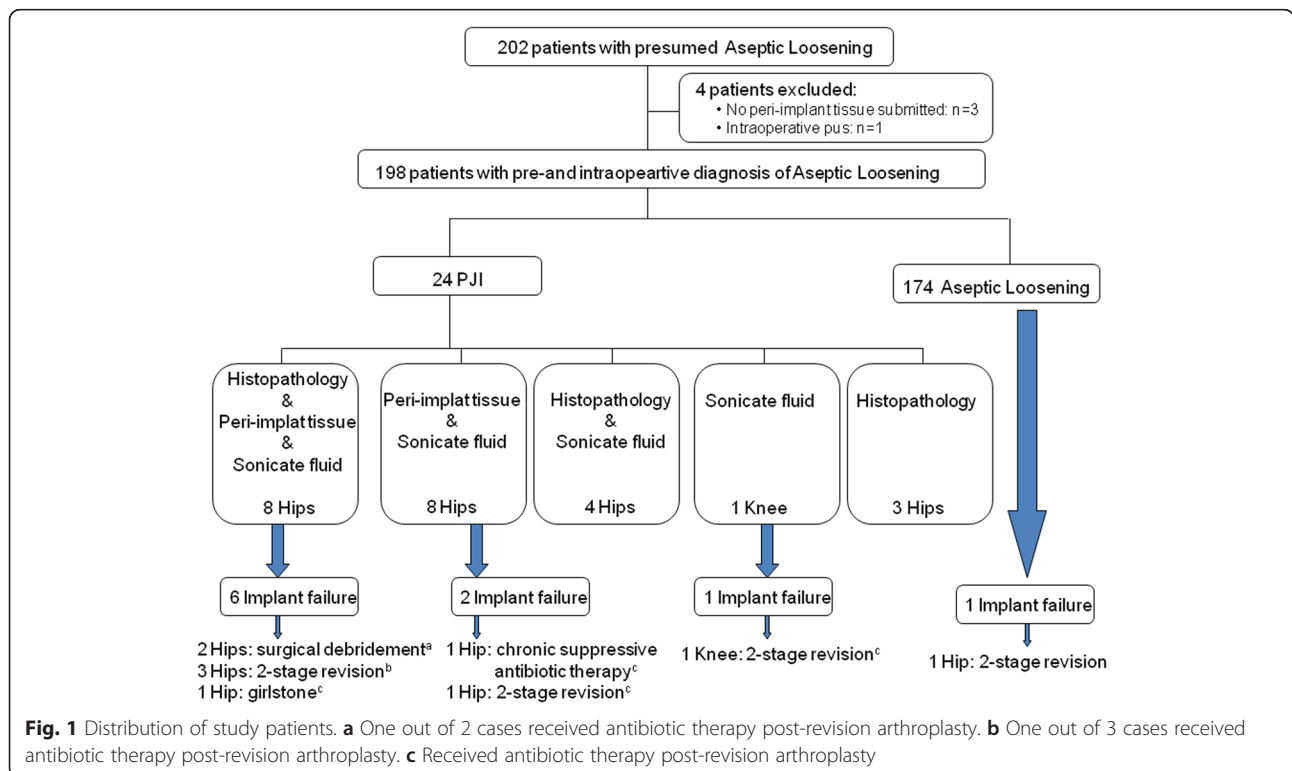 202 patients with presumed Aseptic Loosening
4 patients excluded:
• No peri-implant tissue submitted: n=3
• Intraoperative pus: n=1
198 patients with pre-and intraopeartive diagnosis of Aseptic Loosening
24 PJI
174 Aseptic Loosening
Histopathology
&
Peri-implat tissue
&
Sonicate fluid
8 Hips
Peri-implat tissue
&
Sonicate fluid
8 Hips
Histopathology
&
Sonicate fluid
4 Hips
Sonicate fluid
1 Knee
Histopathology
3 Hips
6 Implant failure
2 Implant failure
1 Implant failure
1 Implant failure
2 Hips: surgical debridementᵃ
3 Hips: 2-stage revisionᵇ
1 Hip: girlstoneᶜ
1 Hip: chronic suppressive
antibiotic therapyᶜ
1 Hip: 2-stage revisionᶜ
1 Knee: 2-stage revisionᶜ
1 Hip: 2-stage revision
Fig. 1 Distribution of study patients. a One out of 2 cases received antibiotic therapy post-revision arthroplasty. b One out of 3 cases received
antibiotic therapy post-revision arthroplasty. c Received antibiotic therapy post-revision arthroplasty